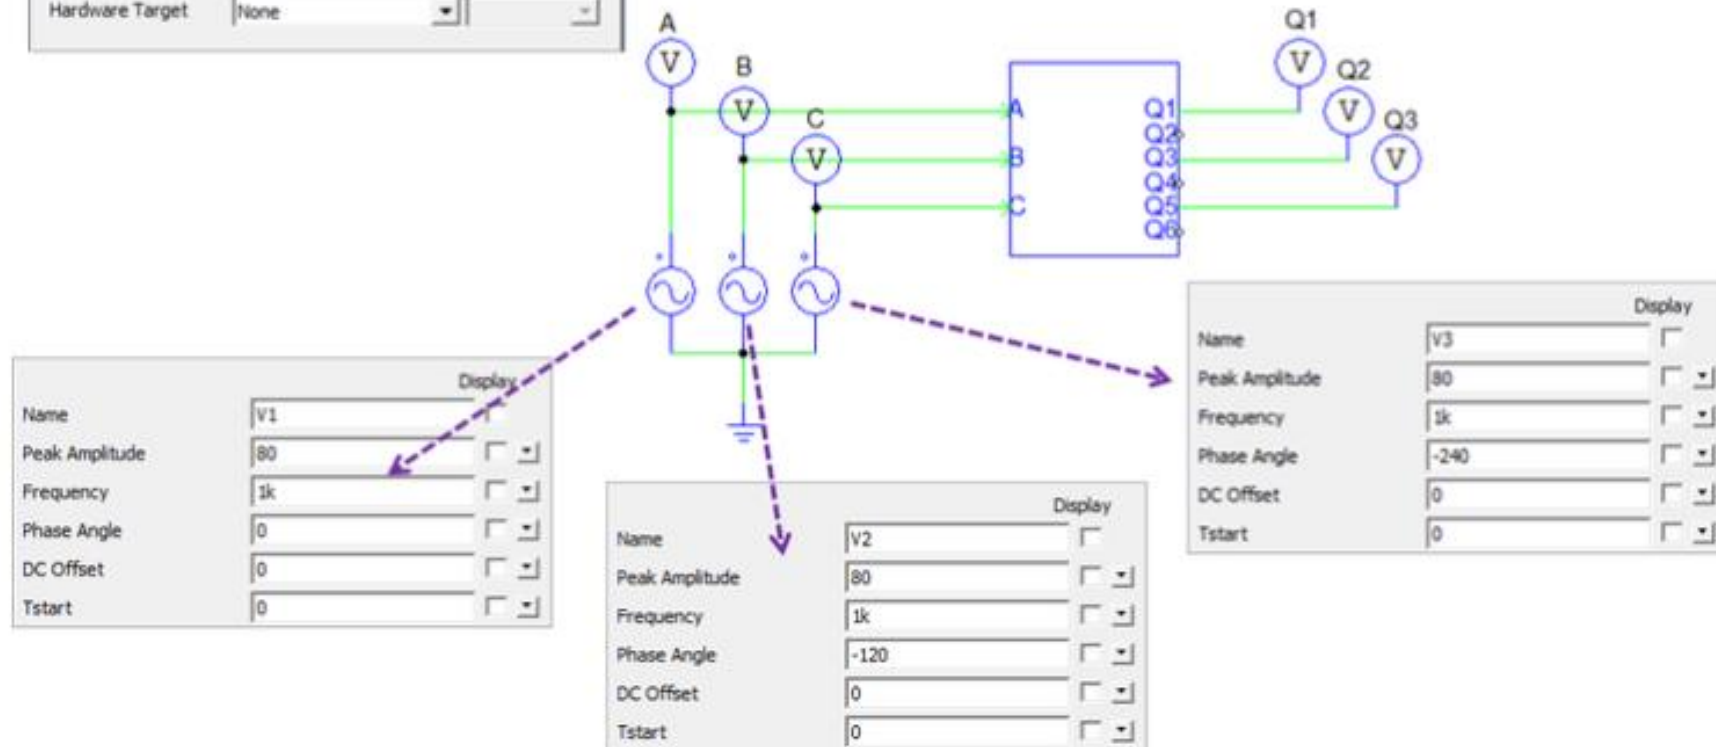 Hardware Target None
A
V
B
V
C
V
A
B
C
Q1
Q2
Q3
Q4
Q5
Q6
Q1
V
Q2
V
Q3
V
Display
Name V1
Peak Amplitude 80
Frequency 1k
Phase Angle 0
DC Offset 0
Tstart 0
Display
Name V2
Peak Amplitude 80
Frequency 1k
Phase Angle -120
DC Offset 0
Tstart 0
Display
Name V3
Peak Amplitude 80
Frequency 1k
Phase Angle -240
DC Offset 0
Tstart 0